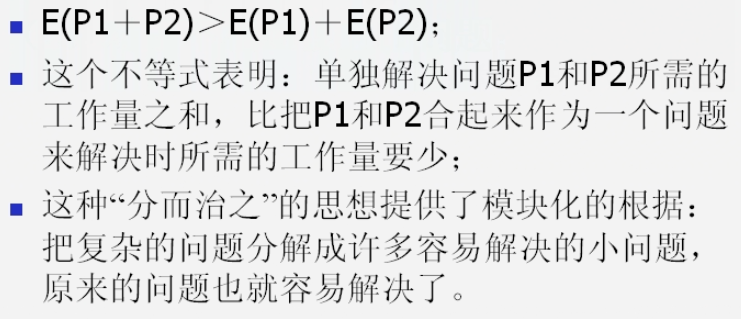 E(P1+P2)>E(P1)+E(P2);
这个不等式表明：单独解决问题P1和P2所需的
工作量之和，比把P1和P2合起来作为一个问题
来解决时所需的工作量要少；
这种“分而治之”的思想提供了模块化的根据：
把复杂的问题分解成许多容易解决的小问题，
原来的问题也就容易解决了。